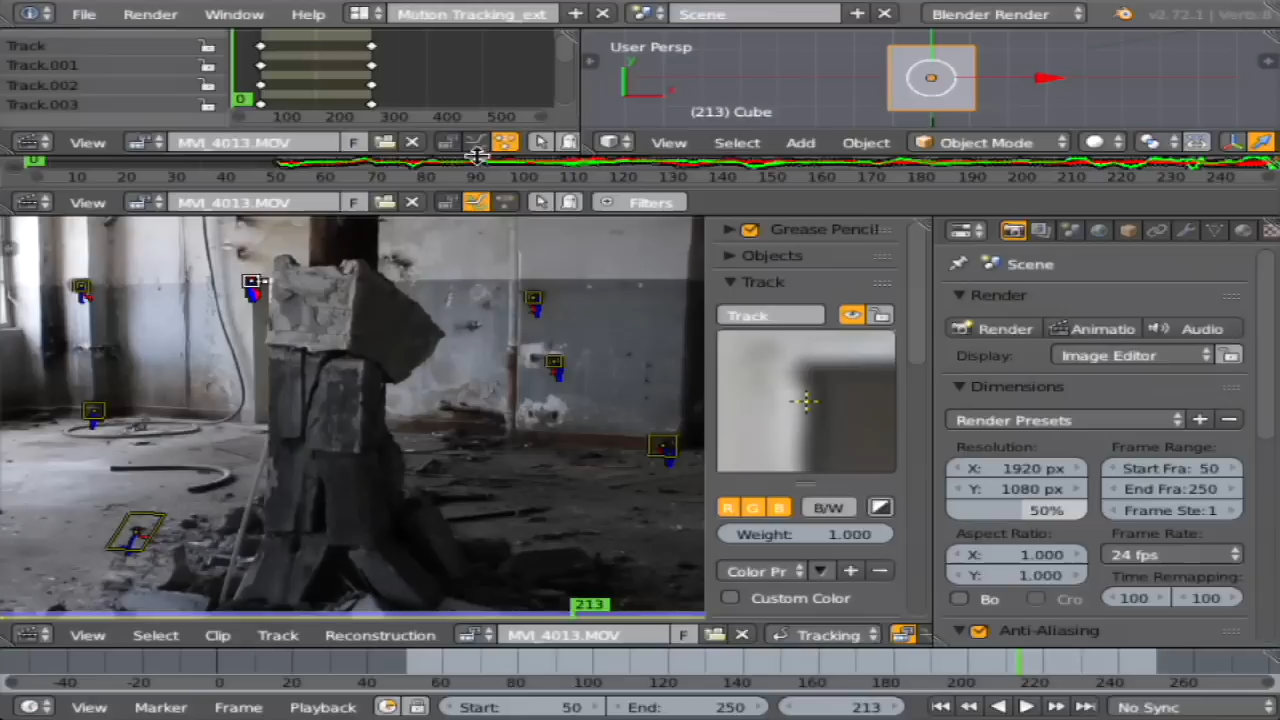 File Render Window Help Motion Tracking_ext Scene Blender Render v2.72.1 | Verts:8
Track
Track.001
Track.002
Track.003
0
100 200 300 400 500
User Persp
y
x
(213) Cube
View MVI_4013.MOV F View Select Add Object Object Mode
0
10 20 30 40 50 60 70 80 90 100 110 120 130 140 150 160 170 180 190 200 210 220 230 240
View MVI_4013.MOV F Filters
Grease Pencil
Objects
Track
Track
R G B B/W
Weight: 1.000
Color Pr
Custom Color
Scene
Render
Render Animatio Audio
Display: Image Editor
Dimensions
Render Presets
Resolution: Frame Range:
X: 1920 px Start Fra: 50
Y: 1080 px End Fra:250
50% Frame Ste:1
Aspect Ratio: Frame Rate:
X: 1.000 24 fps
Y: 1.000 Time Remapping:
Bo Cro 100 100
Anti-Aliasing
213
View Select Clip Track Reconstruction MVI_4013.MOV F Tracking
-40 -20 0 20 40 60 80 100 120 140 160 180 200 220 240 260
View Marker Frame Playback Start: 50 End: 250 213 No Sync